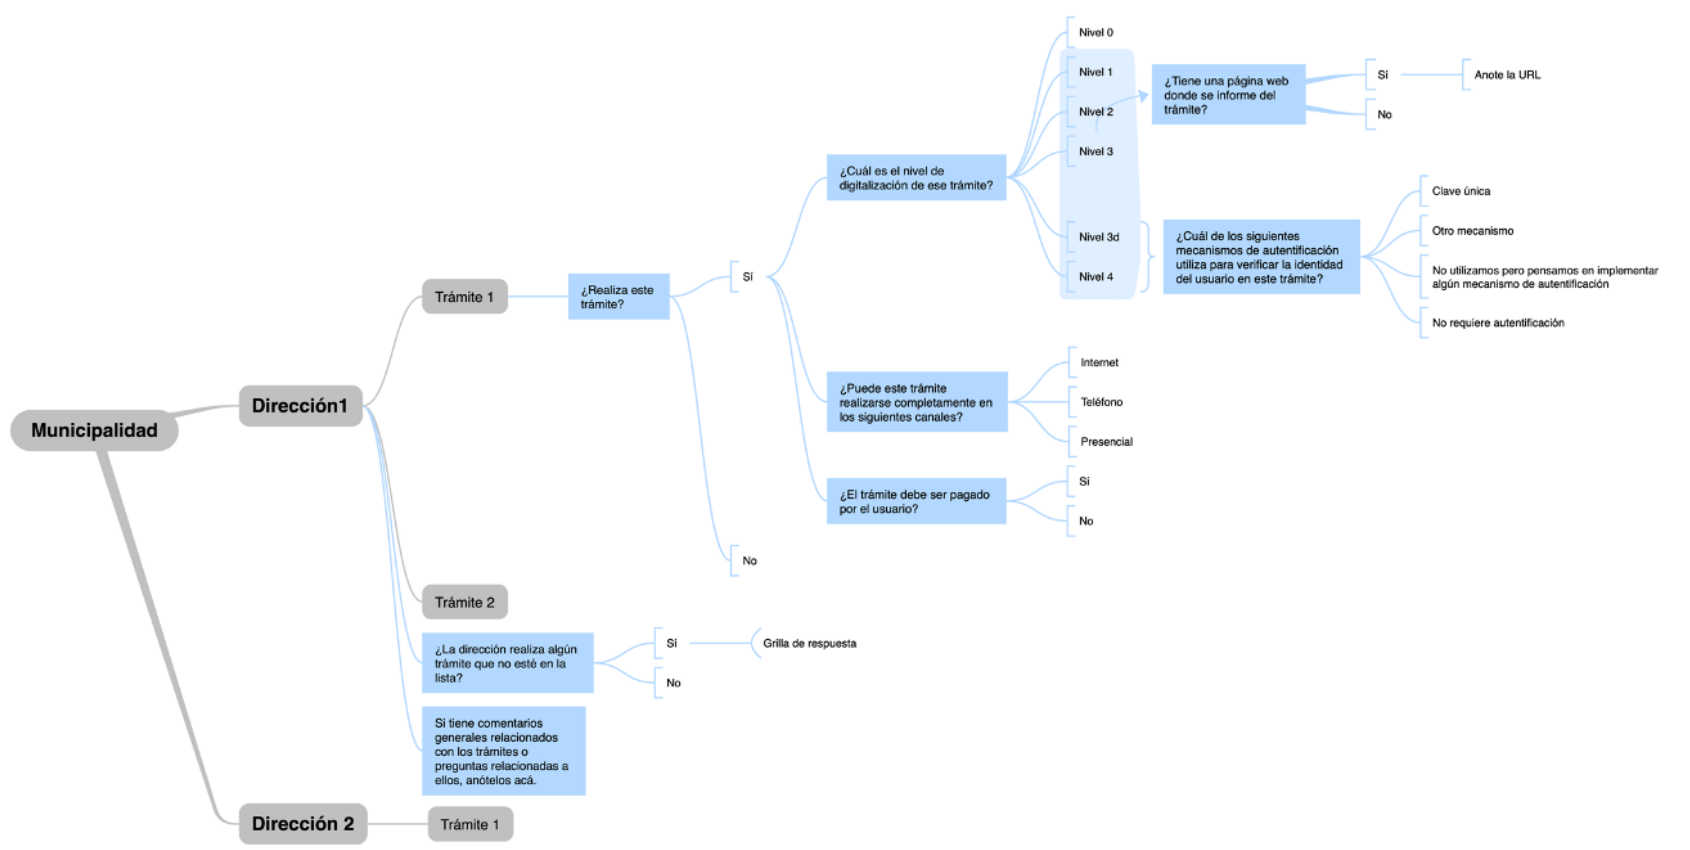 Municipalidad
Dirección1
Trámite 1
¿Realiza este
trámite?
Sí
¿Cuál es el nivel de
digitalización de ese trámite?
Nivel 0
Nivel 1
Nivel 2
Nivel 3
Nivel 3d
Nivel 4
¿Tiene una página web
donde se informe del
trámite?
Sí
Anote la URL
No
¿Cuál de los siguientes
mecanismos de autentificación
utiliza para verificar la identidad
del usuario en este trámite?
Clave única
Otro mecanismo
No utilizamos pero pensamos en implementar
algún mecanismo de autentificación
No requiere autentificación
¿Puede este trámite
realizarse completamente en
los siguientes canales?
Internet
Teléfono
Presencial
¿El trámite debe ser pagado
por el usuario?
Sí
No
No
Trámite 2
¿La dirección realiza algún
trámite que no esté en la
lista?
Sí
Grilla de respuesta
No
Si tiene comentarios
generales relacionados
con los trámites o
preguntas relacionadas a
ellos, anótelos acá.
Dirección 2
Trámite 1